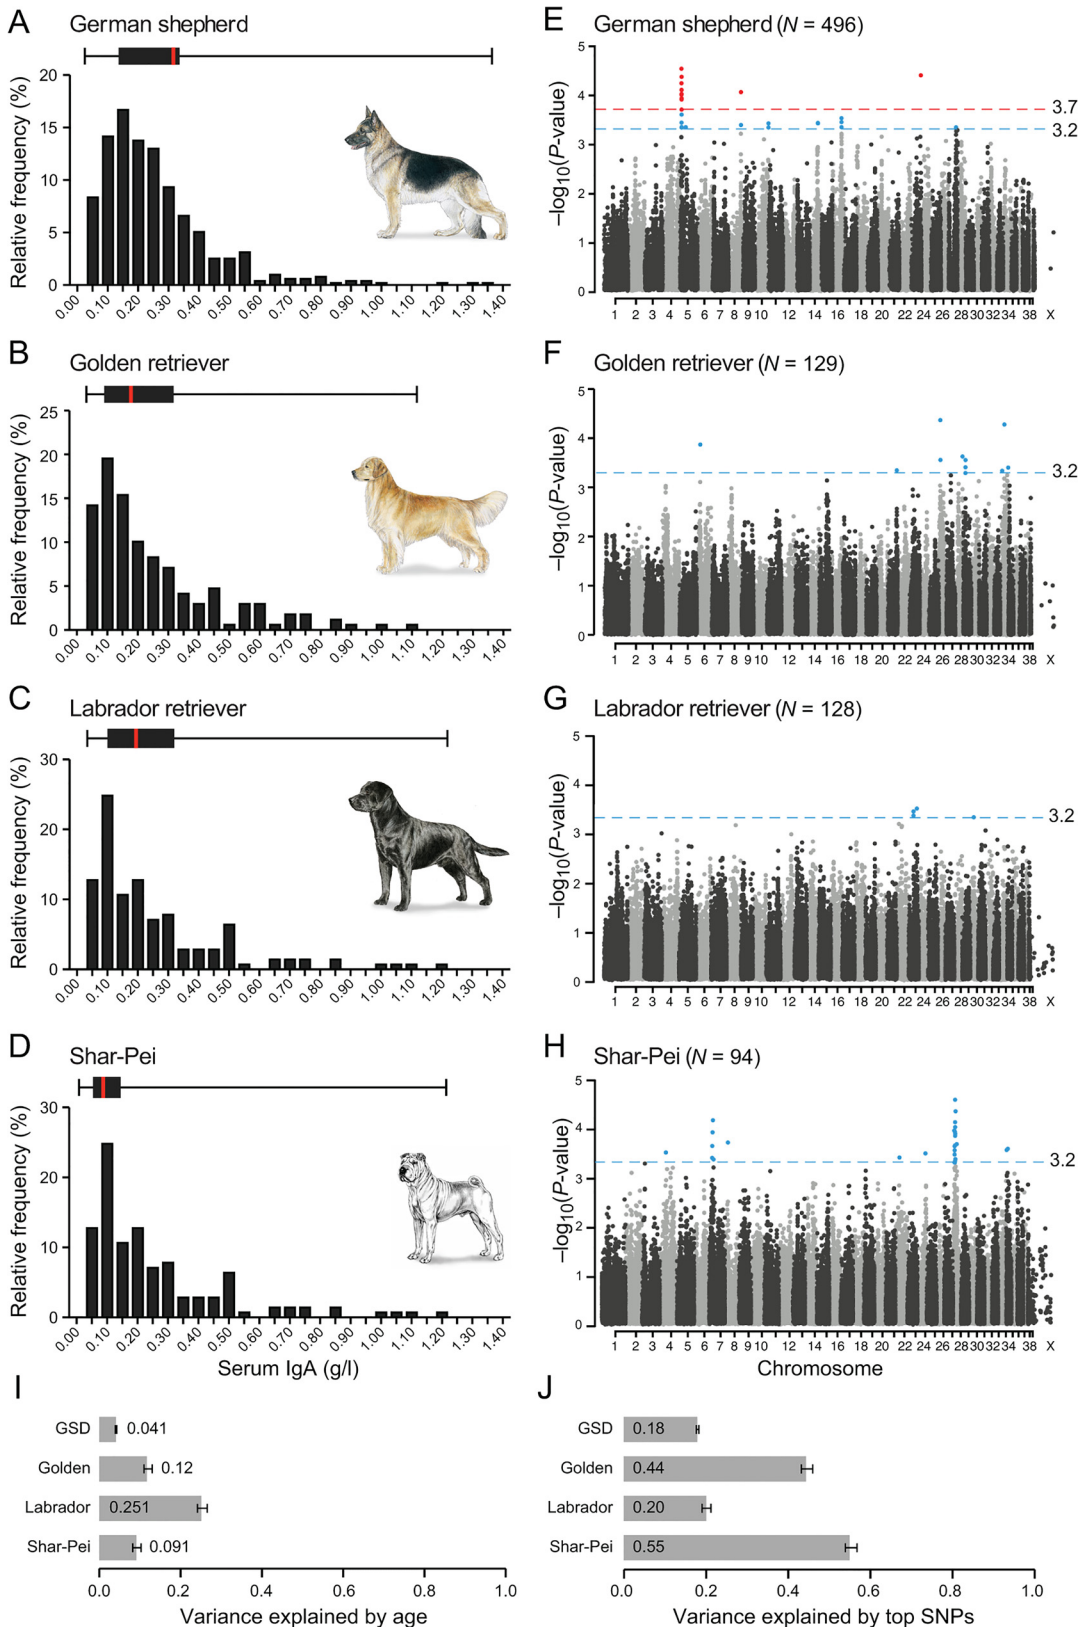 A
German shepherd
Relative frequency (%)
20
15
10
5
0
0.00 0.10 0.20 0.30 0.40 0.50 0.60 0.70 0.80 0.90 1.00 1.10 1.20 1.30 1.40
E
German shepherd (N = 496)
–log10(P-value)
5
4
3
2
1
0
3.7
3.2
1 2 3 4 5 6 7 8 9 10 12 14 16 18 20 22 24 26 28 30 32 34 38 X
B
Golden retriever
Relative frequency (%)
25
20
15
10
5
0
0.00 0.10 0.20 0.30 0.40 0.50 0.60 0.70 0.80 0.90 1.00 1.10 1.20 1.30 1.40
F
Golden retriever (N = 129)
–log10(P-value)
5
4
3
2
1
0
3.2
1 2 3 4 5 6 7 8 9 10 12 14 16 18 20 22 24 26 28 30 32 34 38 X
C
Labrador retriever
Relative frequency (%)
30
20
10
0
0.00 0.10 0.20 0.30 0.40 0.50 0.60 0.70 0.80 0.90 1.00 1.10 1.20 1.30 1.40
G
Labrador retriever (N = 128)
–log10(P-value)
5
4
3
2
1
0
3.2
1 2 3 4 5 6 7 8 9 10 12 14 16 18 20 22 24 26 28 30 32 34 38 X
D
Shar-Pei
Relative frequency (%)
30
20
10
0
0.00 0.10 0.20 0.30 0.40 0.50 0.60 0.70 0.80 0.90 1.00 1.10 1.20 1.30 1.40
Serum IgA (g/l)
H
Shar-Pei (N = 94)
–log10(P-value)
5
4
3
2
1
0
3.2
1 2 3 4 5 6 7 8 9 10 12 14 16 18 20 22 24 26 28 30 32 34 38 X
Chromosome
I
GSD 0.041
Golden 0.12
Labrador 0.251
Shar-Pei 0.091
0.0 0.2 0.4 0.6 0.8 1.0
Variance explained by age
J
GSD 0.18
Golden 0.44
Labrador 0.20
Shar-Pei 0.55
0.0 0.2 0.4 0.6 0.8 1.0
Variance explained by top SNPs